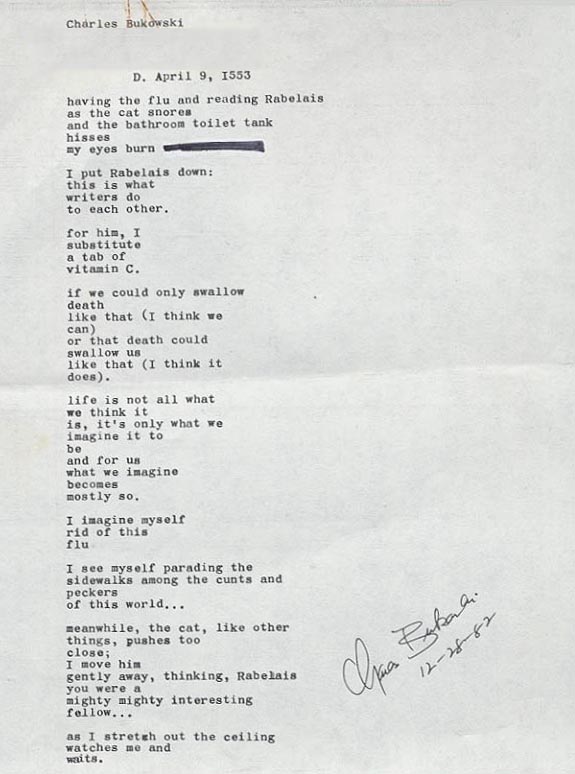 Charles Bukowski
D. April 9, I553
having the flu and reading Rabelais
as the cat snores
and the bathroom toilet tank
hisses
my eyes burn
I put Rabelais down:
this is what
writers do
to each other.
for him, I
substitute
a tab of
vitamin C.
if we could only swallow
death
like that (I think we
can)
or that death could
swallow us
like that (I think it
does).
life is not all what
we think it
is, it's only what we
imagine it to
be
and for us
what we imagine
becomes
mostly so.
I imagine myself
rid of this
flu
I see myself parading the
sidewalks among the cunts and
peckers
of this world...
meanwhile, the cat, like other
things, pushes too
close;
I move him
gently away, thinking, Rabelais
you were a
mighty mighty interesting
fellow...
as I stretch out the ceiling
watches me and
waits.
Charles Bukowski
12-28-82